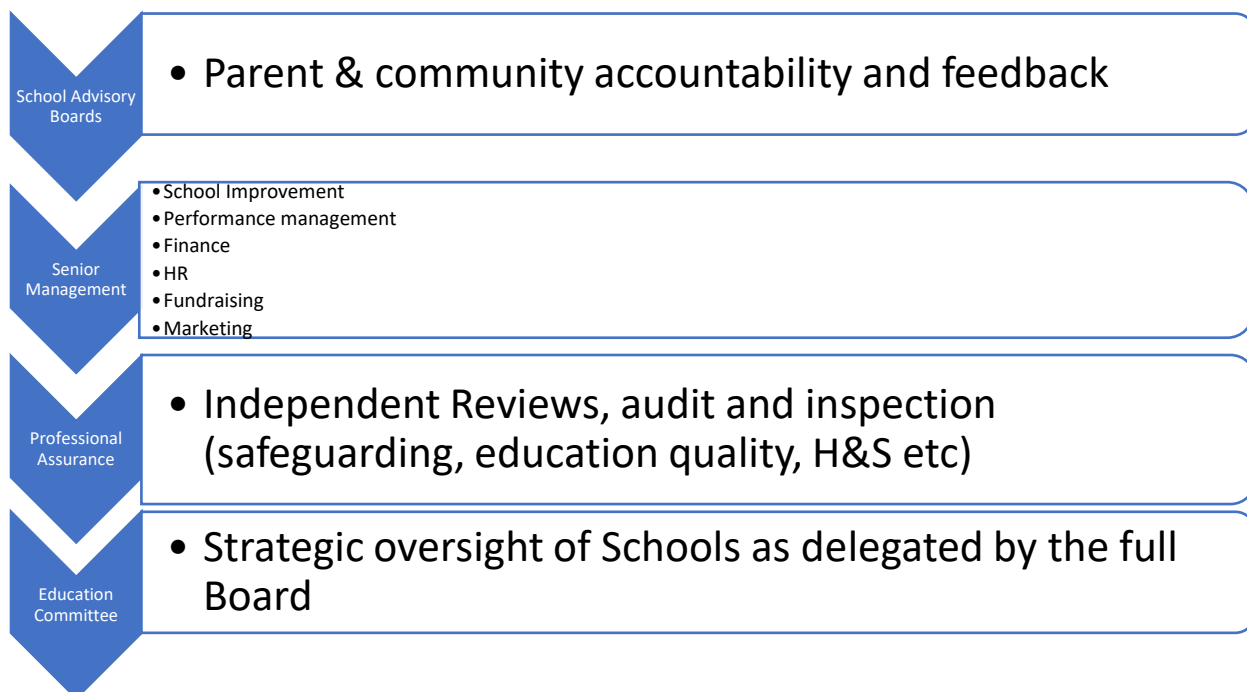 School Advisory
Boards
• Parent & community accountability and feedback
Senior
Management
•School Improvement
•Performance management
•Finance
•HR
•Fundraising
•Marketing
Professional
Assurance
• Independent Reviews, audit and inspection
(safeguarding, education quality, H&S etc)
Education
Committee
• Strategic oversight of Schools as delegated by the full
Board